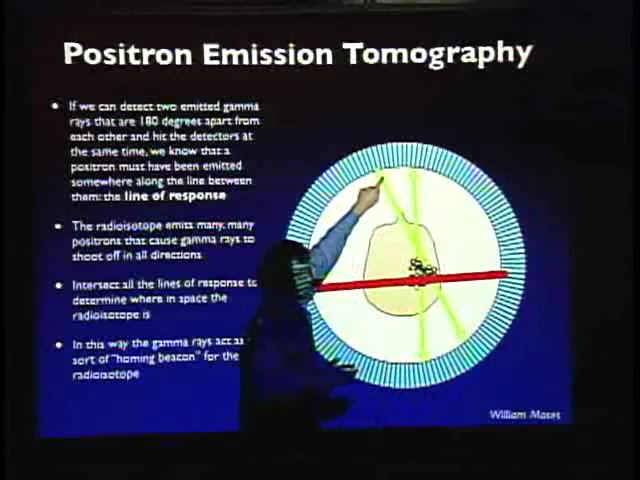 Positron Emission Tomography
• If we can detect two emitted gamma
rays that are 180 degrees apart from
each other and hit the detectors at
the same time, we know that a
positron must have been emitted
somewhere along the line between
them: the line of response
• The radioisotope emits many, many
positrons that cause gamma rays to
shoot off in all directions
• Intersect all the lines of response to
determine where in space the
radioisotope is
• In this way the gamma rays act as
sort of "homing beacon" for the
radioisotope
William Moses